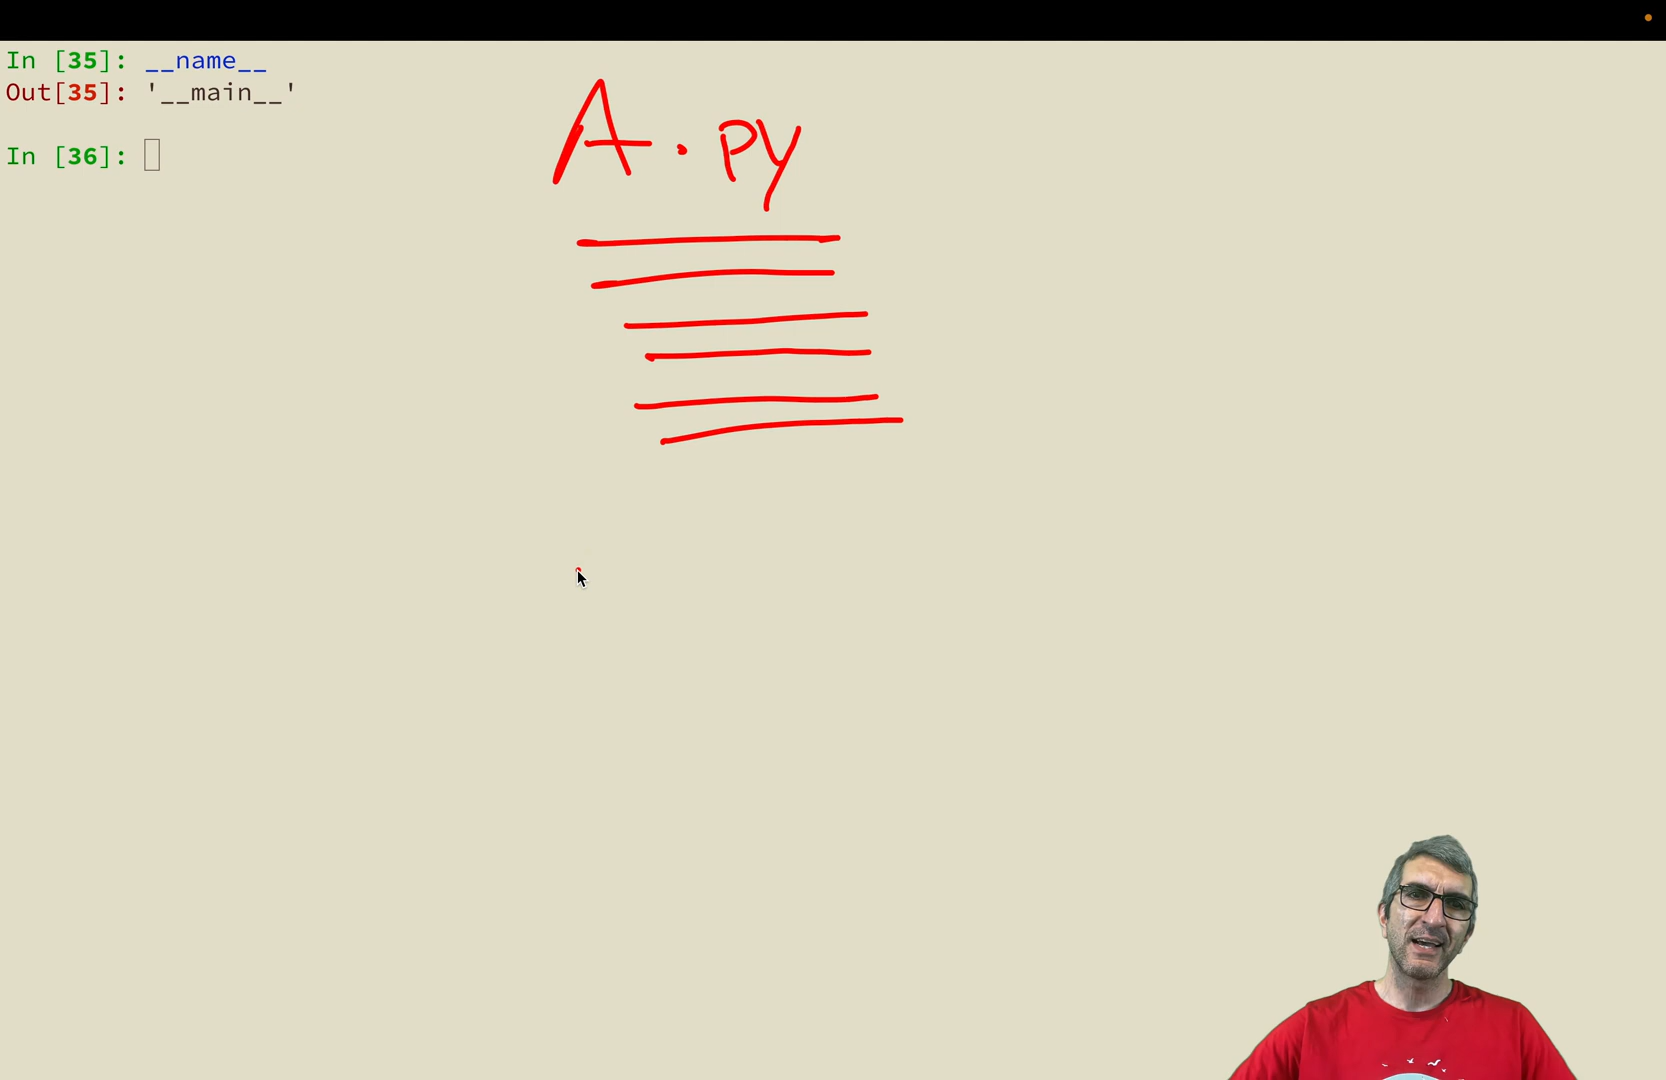 In [35]: __name__
Out[35]: '__main__'
In [36]:
A.py